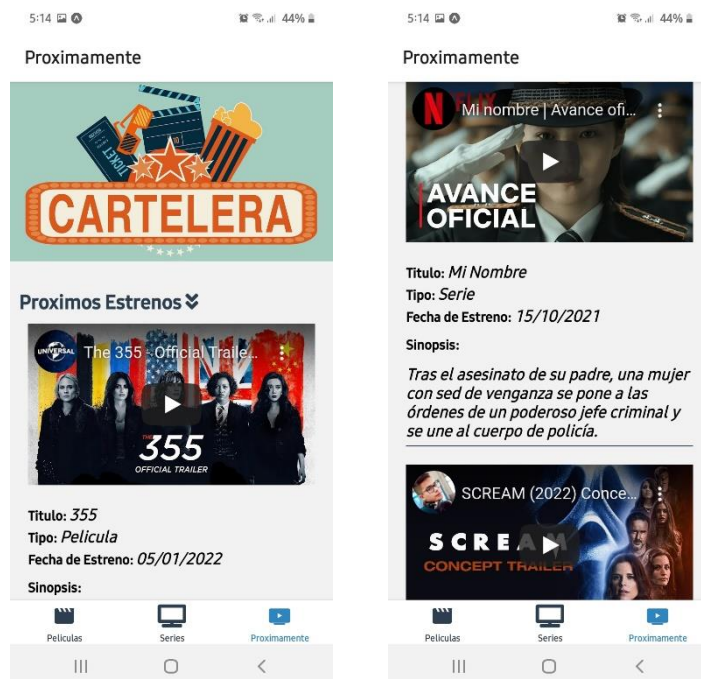 5:14
44%
Proximamente
TICKET
CARTELERA
Proximos Estrenos
UNIVERSAL
The 355 - Official Traile...
THE
355
OFFICIAL TRAILER
Titulo: 355
Tipo: Pelicula
Fecha de Estreno: 05/01/2022
Sinopsis:
Peliculas
Series
Proximamente
5:14
44%
Proximamente
N
Mi nombre | Avance ofi...
AVANCE
OFICIAL
Titulo: Mi Nombre
Tipo: Serie
Fecha de Estreno: 15/10/2021
Sinopsis:
Tras el asesinato de su padre, una mujer
con sed de venganza se pone a las
órdenes de un poderoso jefe criminal y
se une al cuerpo de policía.
SCREAM (2022) Conce...
SCREAM
CONCEPT TRAILER
Peliculas
Series
Proximamente